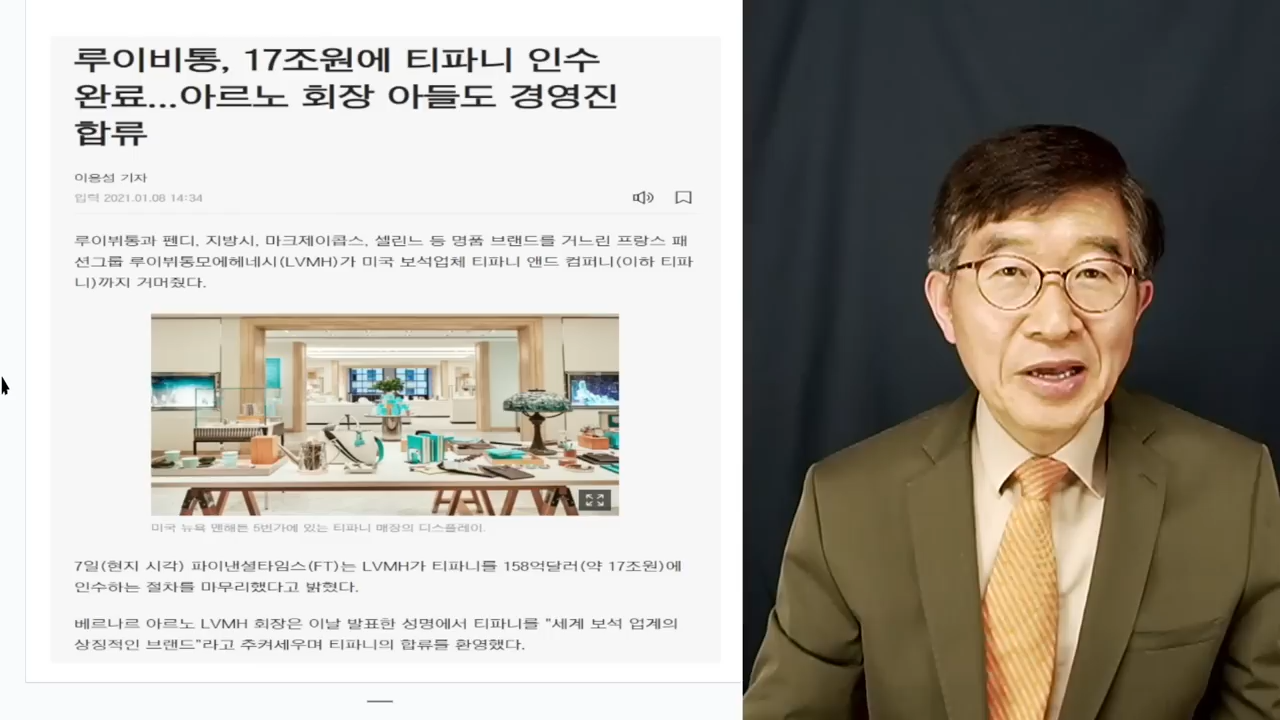 루이비통, 17조원에 티파니 인수
완료...아르노 회장 아들도 경영진
합류
이용성 기자
입력 2021.01.08 14:34
루이뷔통과 펜디, 지방시, 마크제이콥스, 셀린느 등 명품 브랜드를 거느린 프랑스 패
션그룹 루이뷔통모에헤네시(LVMH)가 미국 보석업체 티파니 앤드 컴퍼니(이하 티파
니)까지 거머줬다.
미국 뉴욕 맨해튼 5번가에 있는 티파니 매장의 디스플레이.
7일(현지 시각) 파이낸셜타임스(FT)는 LVMH가 티파니를 158억달러(약 17조원)에
인수하는 절차를 마무리했다고 밝혔다.
베르나르 아르노 LVMH 회장은 이날 발표한 성명에서 티파니를 "세계 보석 업계의
상징적인 브랜드"라고 추켜세우며 티파니의 합류를 환영했다.